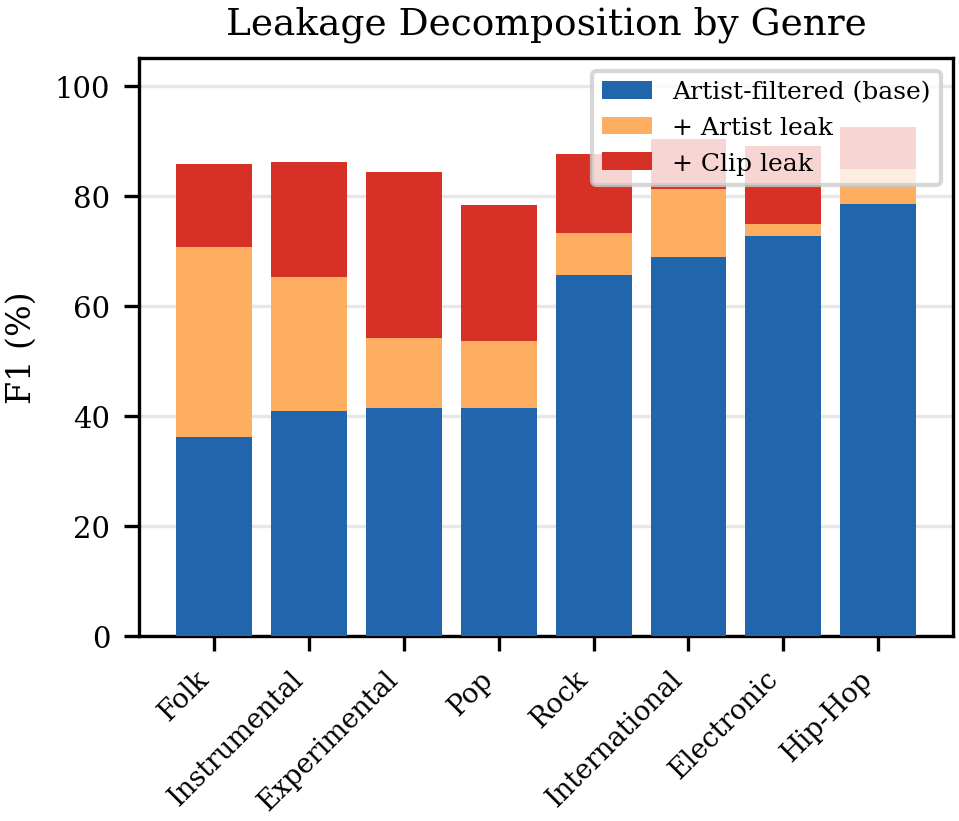 Leakage Decomposition by Genre
Artist-filtered (base)
+ Artist leak
+ Clip leak
F1 (%)
100
80
60
40
20
0
Folk
Instrumental
Experimental
Pop
Rock
International
Electronic
Hip-Hop